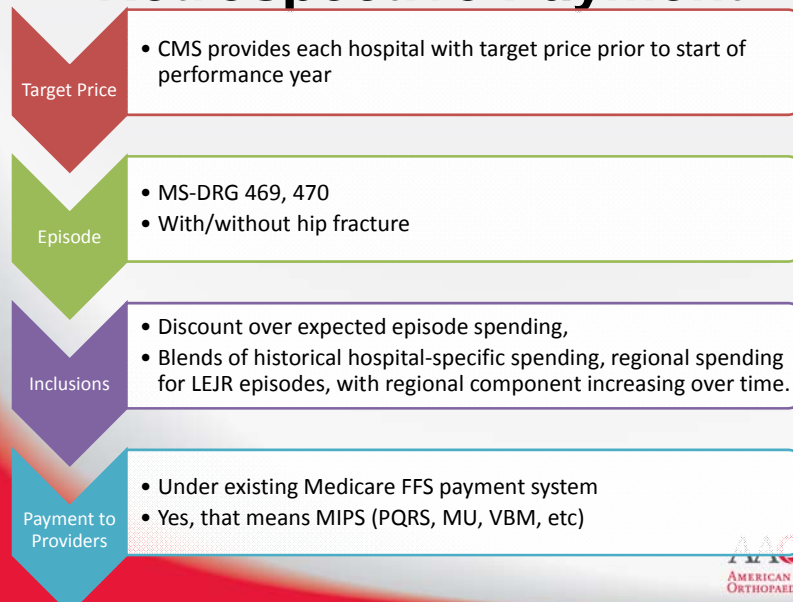 Retrospective Payment
Target Price
• CMS provides each hospital with target price prior to start of
performance year
Episode
• MS-DRG 469, 470
• With/without hip fracture
Inclusions
• Discount over expected episode spending,
• Blends of historical hospital-specific spending, regional spending
for LEJR episodes, with regional component increasing over time.
Payment to
Providers
• Under existing Medicare FFS payment system
• Yes, that means MIPS (PQRS, MU, VBM, etc)
AMERICAN